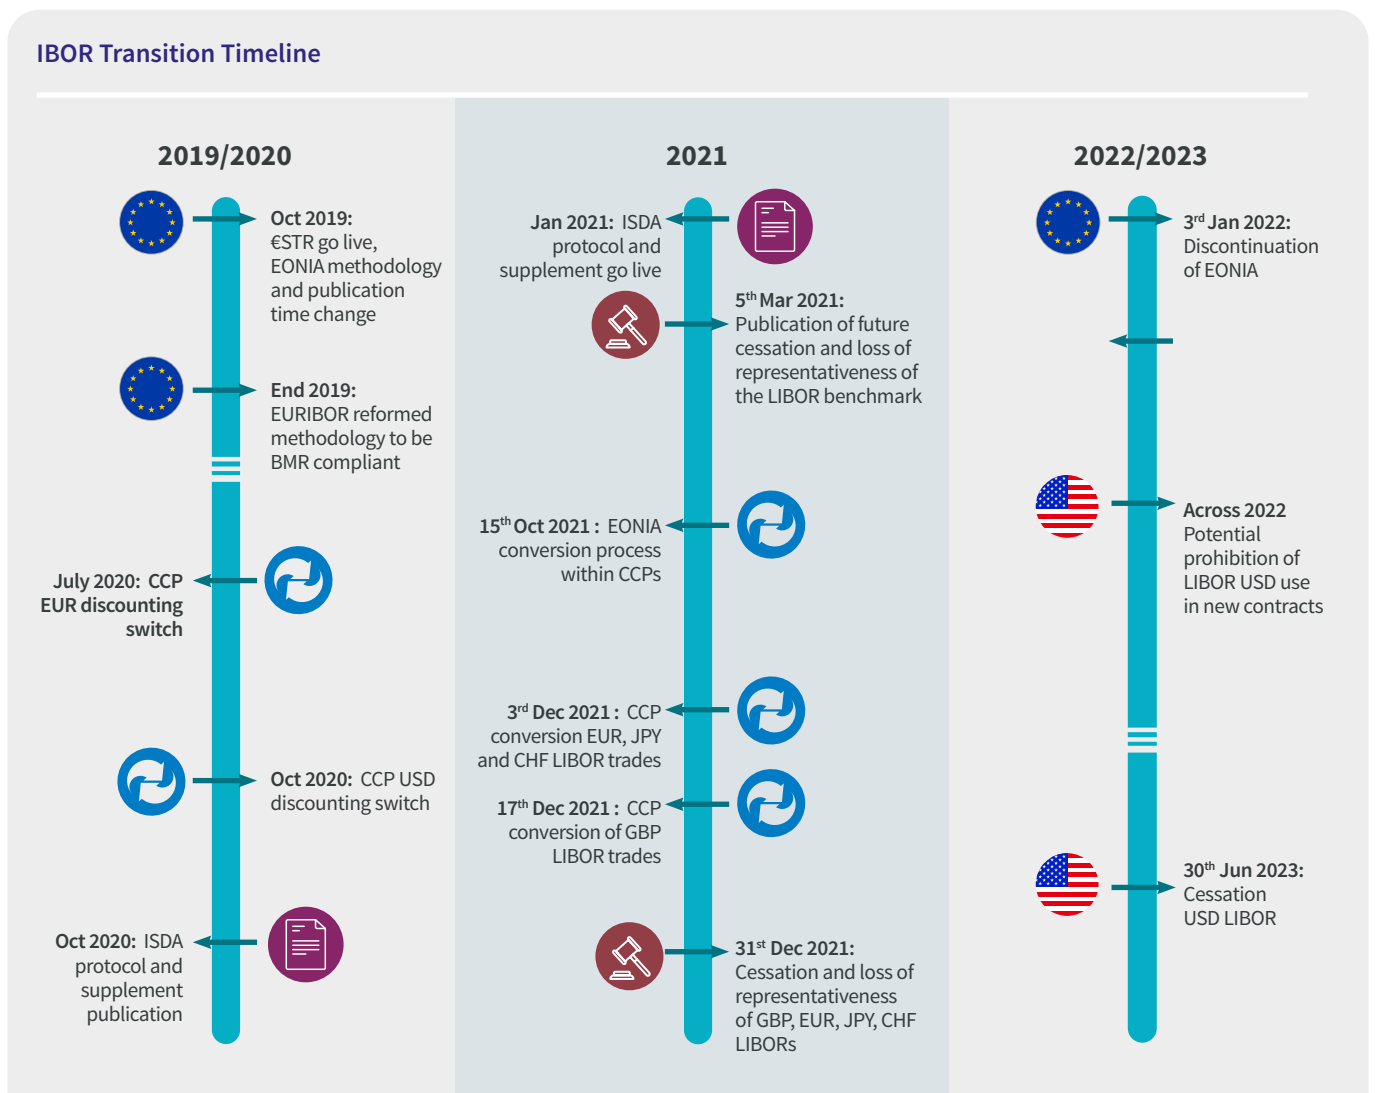 IBOR Transition Timeline
2019/2020
Oct 2019:
€STR go live,
EONIA methodology
and publication
time change
End 2019:
EURIBOR reformed
methodology to be
BMR compliant
July 2020: CCP
EUR discounting
switch
Oct 2020: CCP USD
discounting switch
Oct 2020: ISDA
protocol and
supplement
publication
2021
Jan 2021: ISDA
protocol and
supplement go live
5th Mar 2021:
Publication of future
cessation and loss of
representativeness of
the LIBOR benchmark
15th Oct 2021 : EONIA
conversion process
within CCPs
3rd Dec 2021 : CCP
conversion EUR, JPY
and CHF LIBOR trades
17th Dec 2021 : CCP
conversion of GBP
LIBOR trades
31st Dec 2021:
Cessation and loss of
representativeness
of GBP, EUR, JPY, CHF
LIBORs
2022/2023
3rd Jan 2022:
Discontinuation
of EONIA
Across 2022
Potential
prohibition of
LIBOR USD use
in new contracts
30th Jun 2023:
Cessation
USD LIBOR